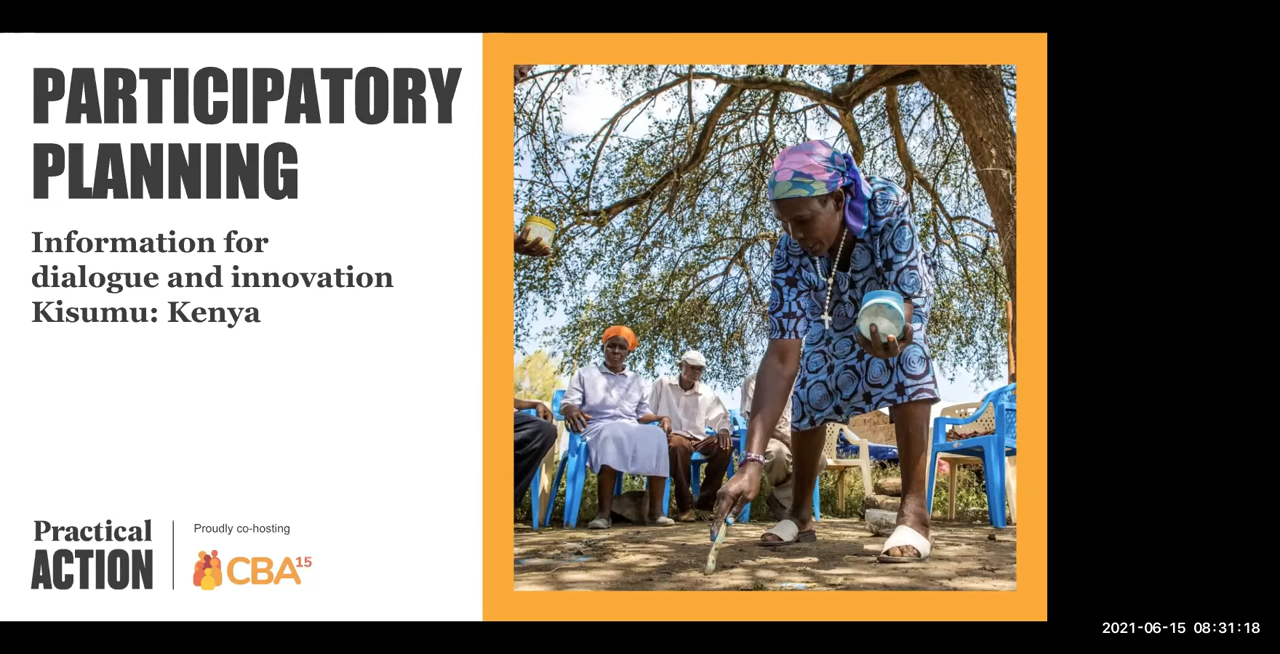 PARTICIPATORY
PLANNING
Information for
dialogue and innovation
Kisumu: Kenya
Practical
ACTION
Proudly co-hosting
CBA15
2021-06-15 08:31:18